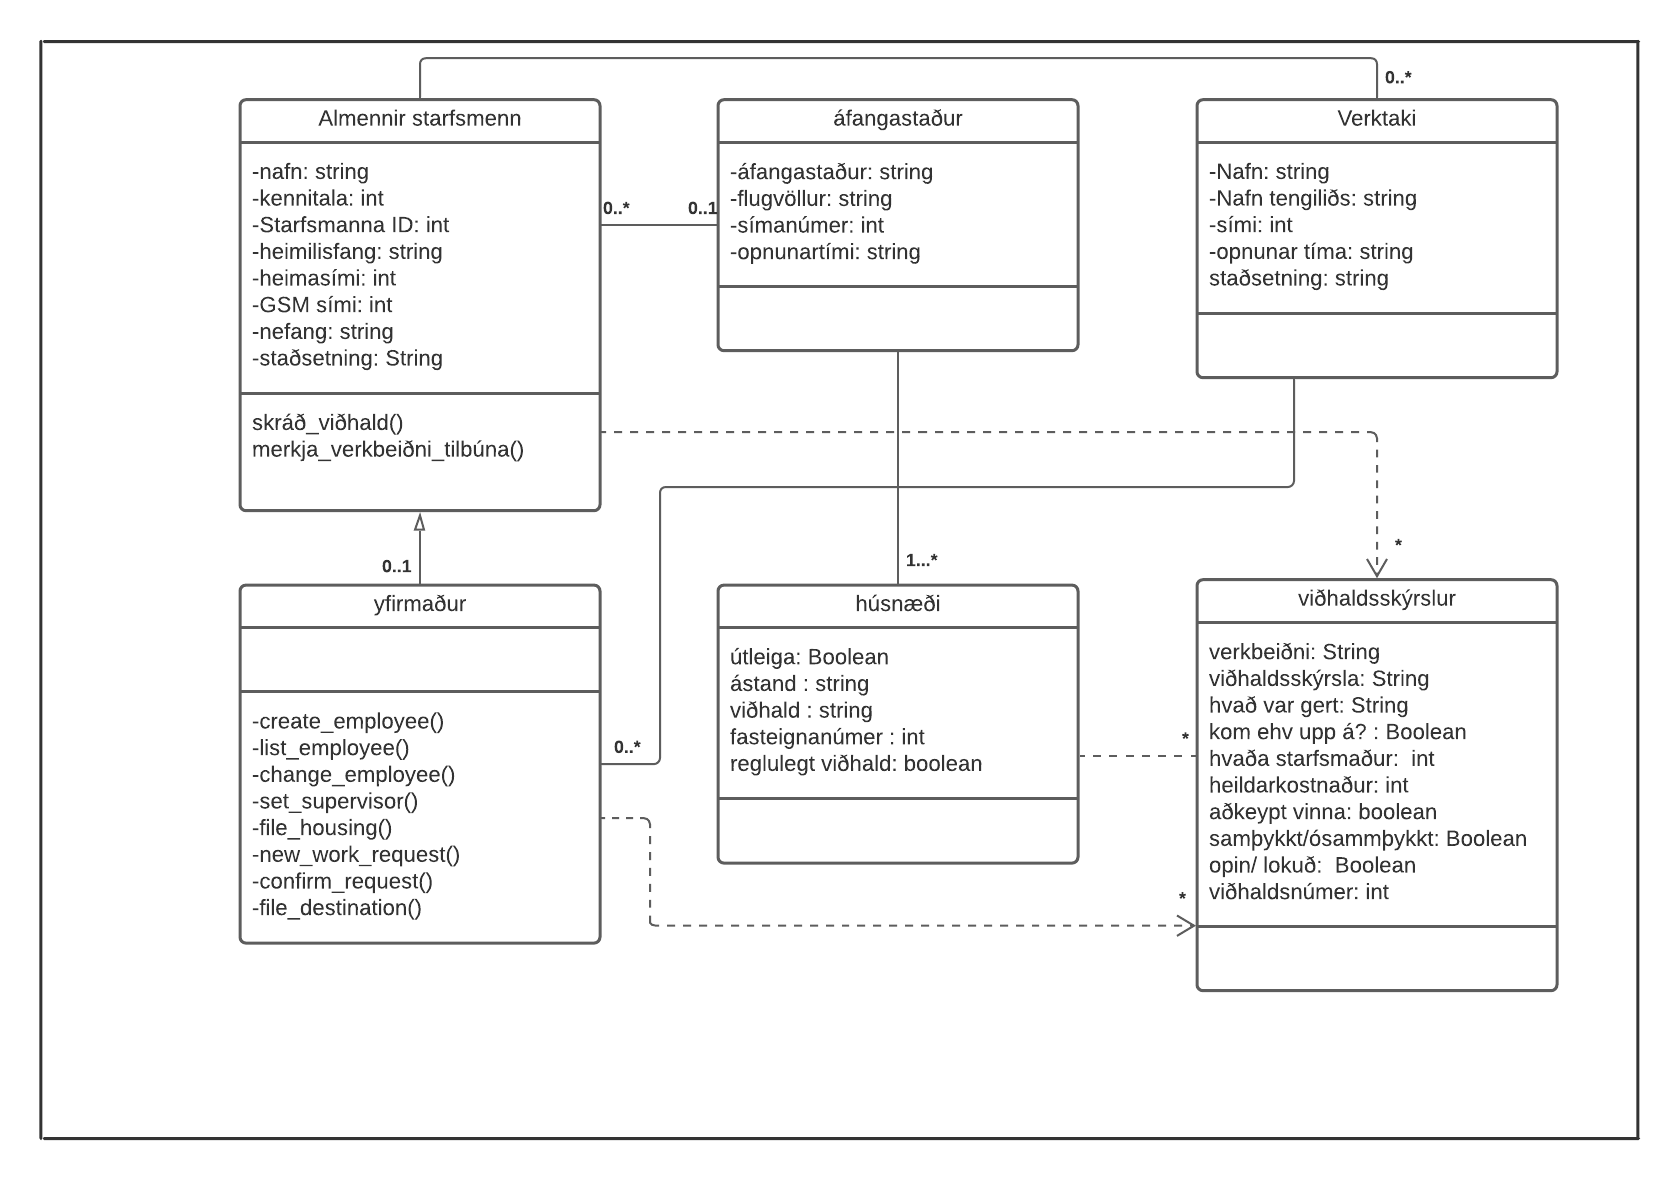 0..*
Almennir starfsmenn
-nafn: string
-kennitala: int
-Starfsmanna ID: int
-heimilisfang: string
-heimasími: int
-GSM sími: int
-nefang: string
-staðsetning: String
skráð_viðhald()
merkja_verkbeiðni_tilbúna()
0..*
0..1
áfangastaður
-áfangastaður: string
-flugvöllur: string
-símanúmer: int
-opnunartími: string
Verktaki
-Nafn: string
-Nafn tengiliðs: string
-sími: int
-opnunar tíma: string
staðsetning: string
0..1
1...*
*
yfirmaður
-create_employee()
-list_employee()
-change_employee()
-set_supervisor()
-file_housing()
-new_work_request()
-confirm_request()
-file_destination()
0..*
húsnæði
útleiga: Boolean
ástand : string
viðhald : string
fasteignanúmer : int
reglulegt viðhald: boolean
*
*
viðhaldsskýrslur
verkbeiðni: String
viðhaldsskýrsla: String
hvað var gert: String
kom ehv upp á? : Boolean
hvaða starfsmaður:  int
heildarkostnaður: int
aðkeypt vinna: boolean
samþykkt/ósammþykkt: Boolean
opin/ lokuð:  Boolean
viðhaldsnúmer: int